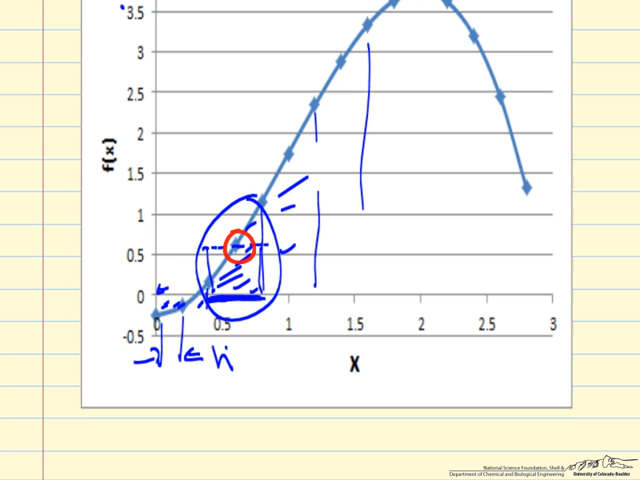 3.5
3
2.5
2
1.5
1
0.5
0
-0.5
f(x)
0 0.5 1 1.5 2 2.5 3
h
X
National Science Foundation, Shell &
Department of Chemical and Biological Engineering
University of Colorado Boulder